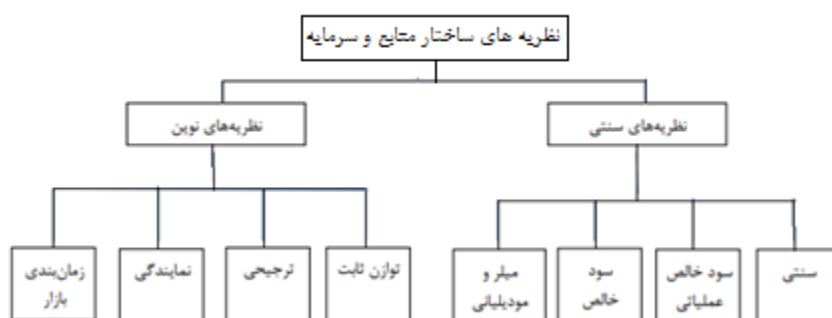 نظریه های ساختار منابع و سرمایه
نظریه‌های سنتی
نظریه‌های نوین
سنتی
سود خالص
عملیاتی
سود
خالص
میلر و
مودیلیانی
توازن ثابت
ترجیحی
نمایندگی
زمان‌بندی
بازار